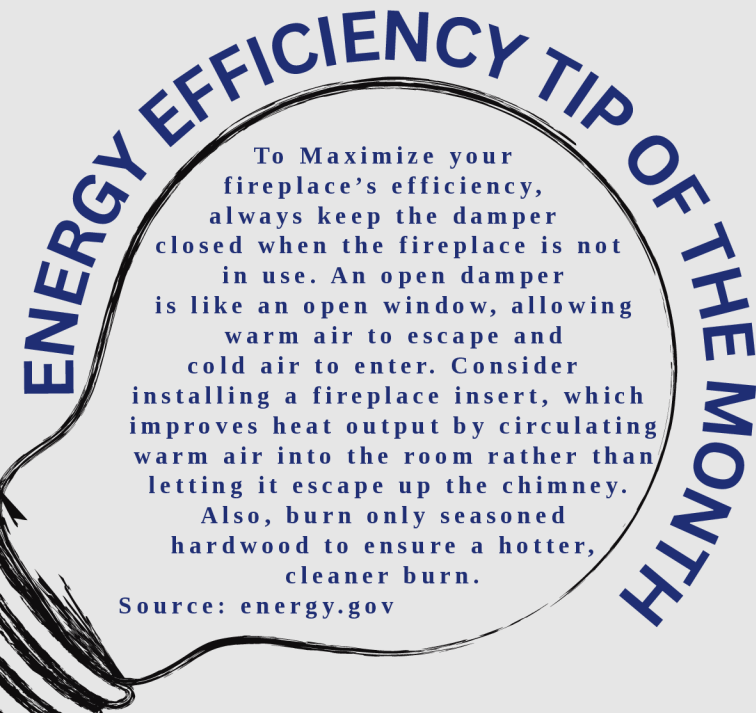 ENERGY EFFICIENCY TIP OF THE MONTH
To Maximize your
fireplace’s efficiency,
always keep the damper
closed when the fireplace is not
in use. An open damper
is like an open window, allowing
warm air to escape and
cold air to enter. Consider
installing a fireplace insert, which
improves heat output by circulating
warm air into the room rather than
letting it escape up the chimney.
Also, burn only seasoned
hardwood to ensure a hotter,
cleaner burn.
Source: energy.gov